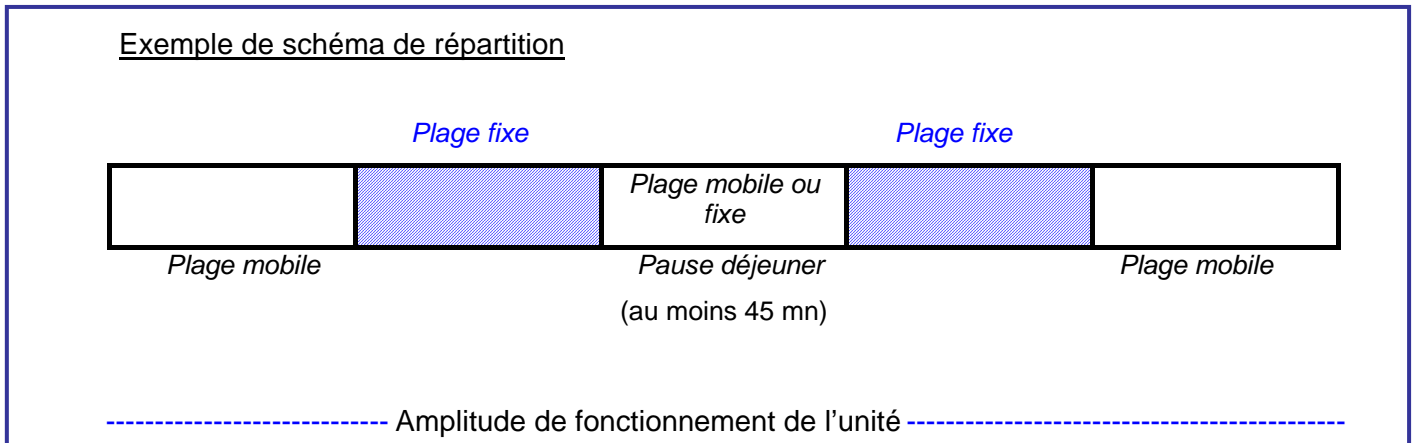 Exemple de schéma de répartition
Plage fixe Plage fixe
Plage mobile ou
fixe
Plage mobile Pause déjeuner Plage mobile
(au moins 45 mn)
----------------------------- Amplitude de fonctionnement de l’unité ---------------------------------------------